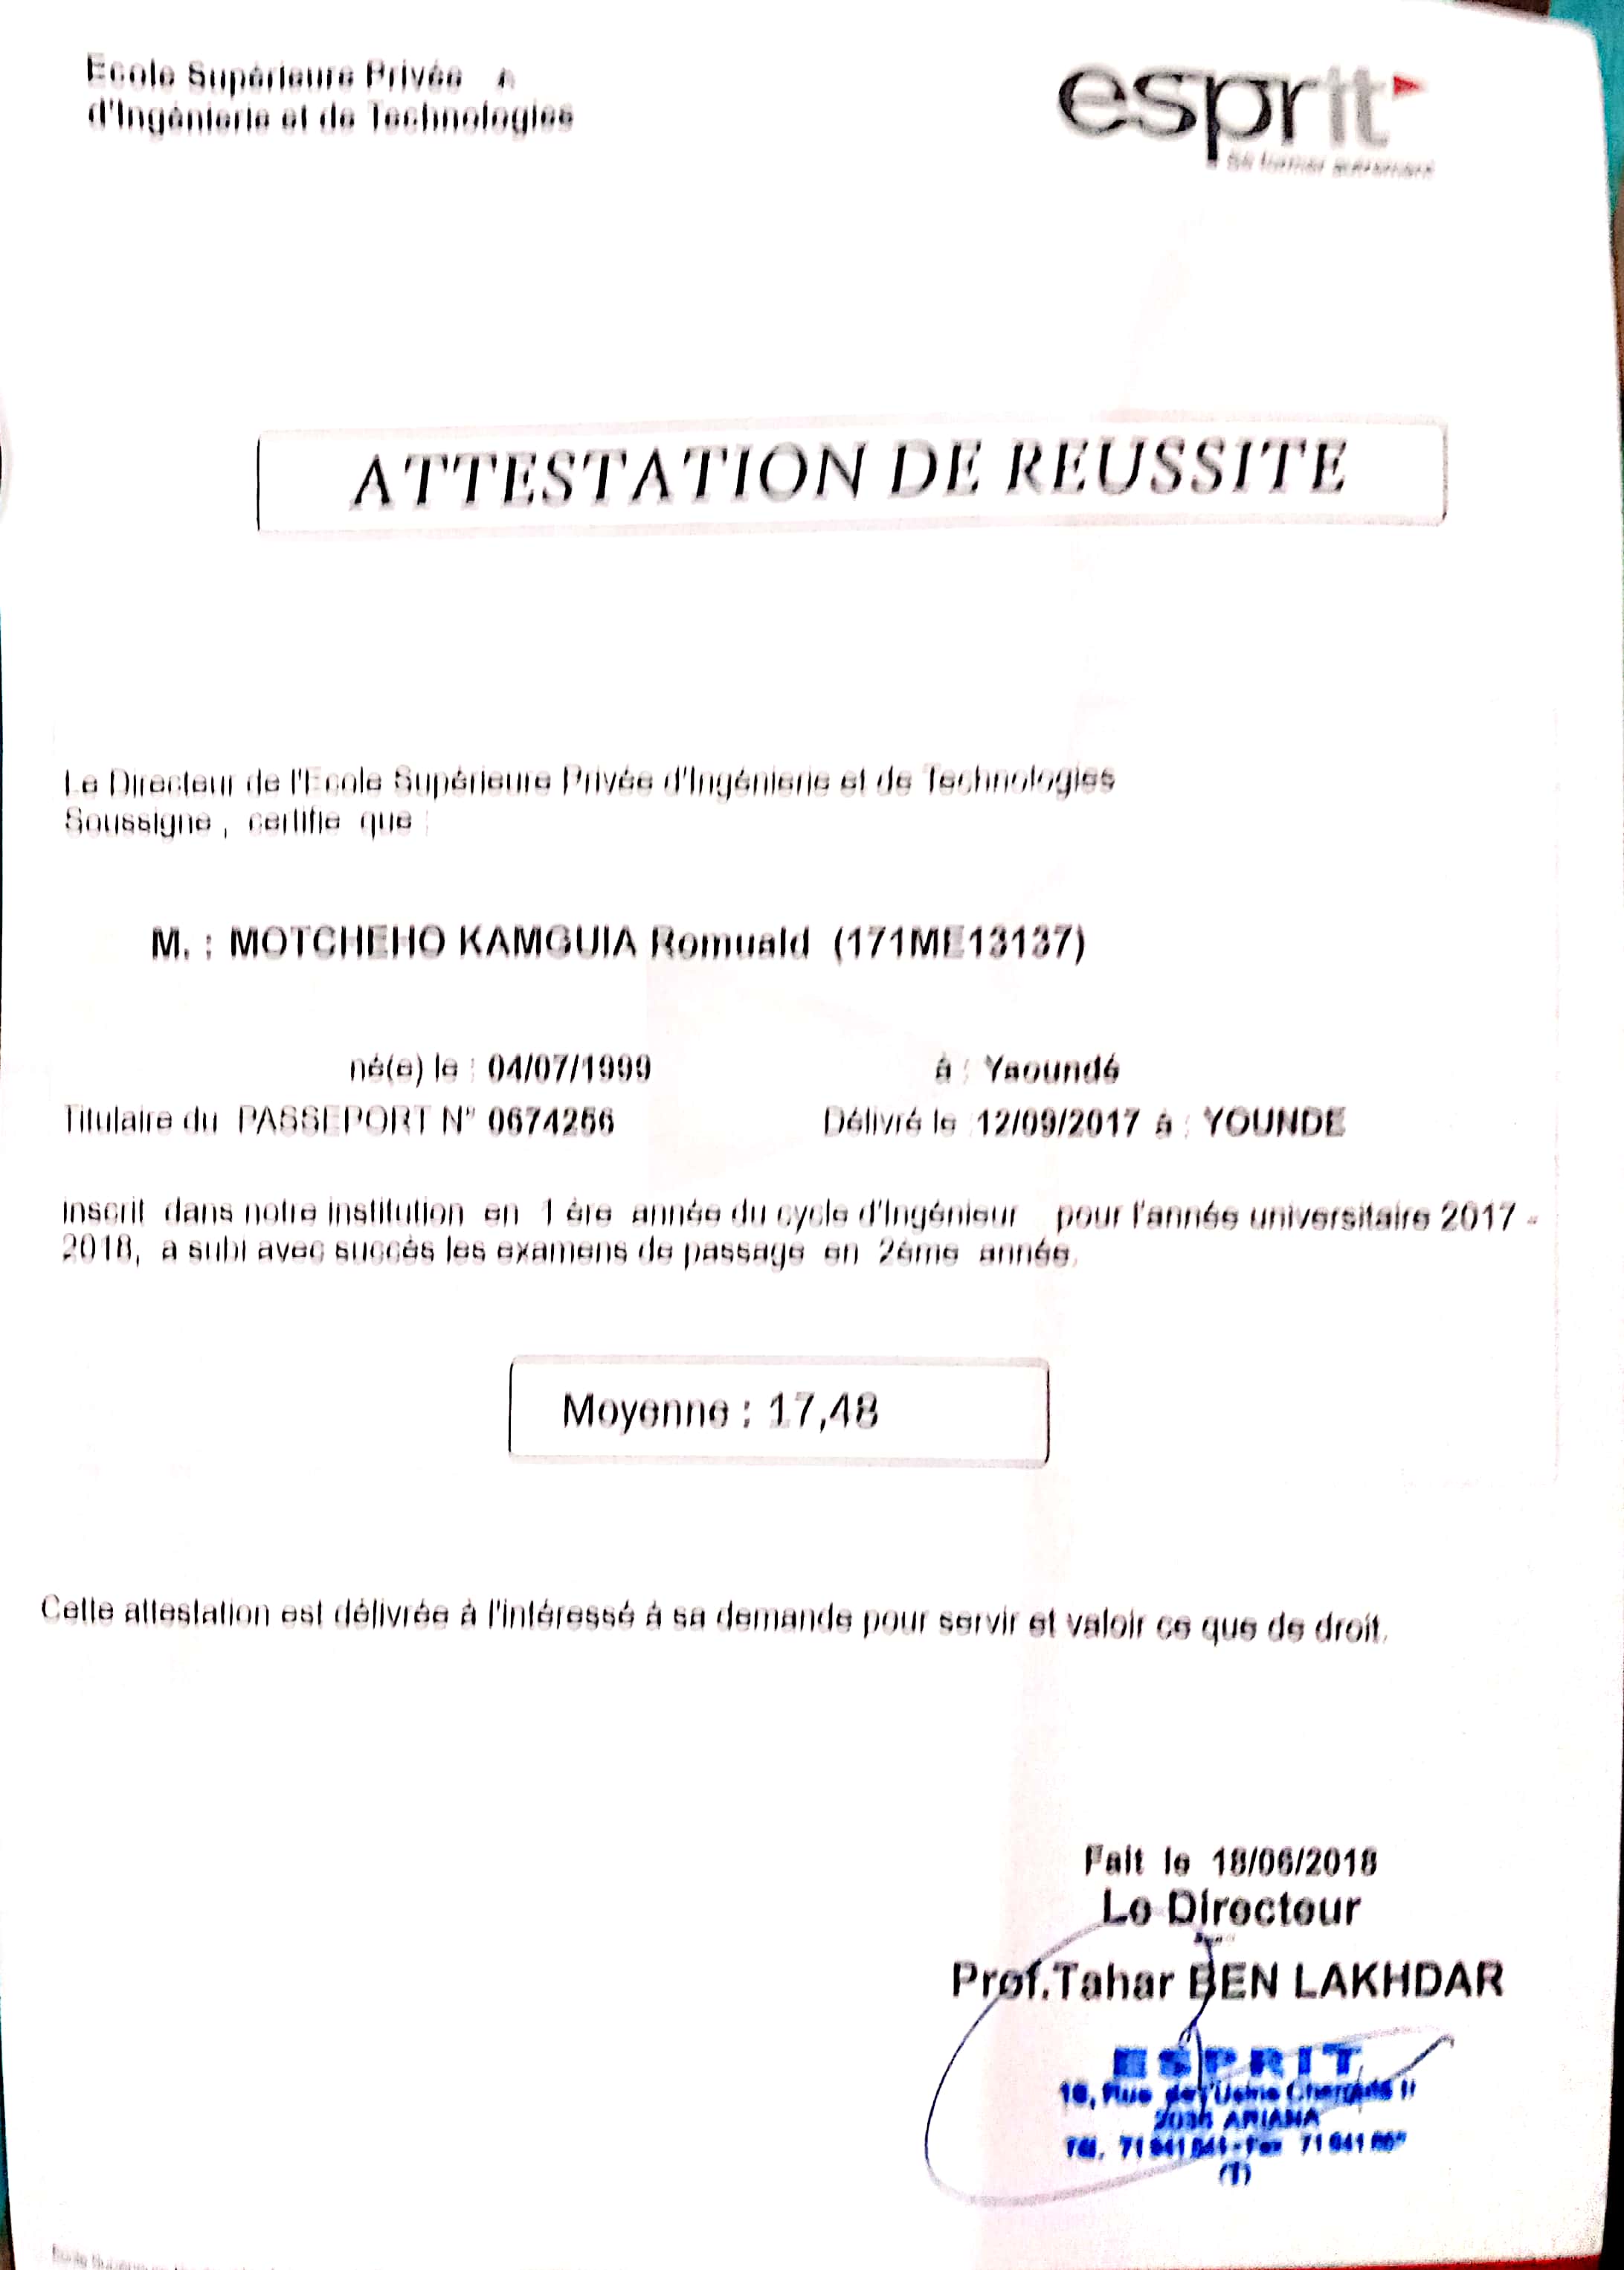 Ecole Supérieure Privée
d'Ingénierie et de Technologies
esprit
Se former autrement
ATTESTATION DE REUSSITE
Le Directeur de l'Ecole Supérieure Privée d'Ingénierie et de Technologies
Soussigne , certifie que :
M. : MOTCHEHO KAMGUIA Romuald (171ME13137)
né(e) le : 04/07/1999 à : Yaoundé
Titulaire du PASSEPORT N° 0674256 Délivré le 12/09/2017 à : YOUNDE
inscrit dans notre institution en 1 ère année du cycle d'Ingénieur pour l'année universitaire 2017 -
2018, a subi avec succès les examens de passage en 2ème année.
Moyenne : 17,48
Cette attestation est délivrée à l'intéressé à sa demande pour servir et valoir ce que de droit.
Fait le 18/06/2018
Le Directeur
Prof.Tahar BEN LAKHDAR
ESPRIT
Rue de l'Usine Charguia II
2035 ARIANA
Tél. 71 941 - Fax 71 941